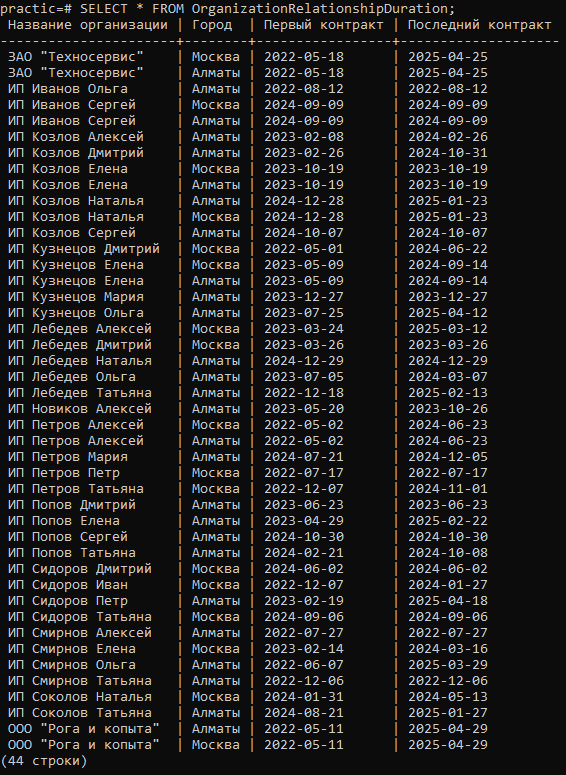 practic=# SELECT * FROM OrganizationRelationshipDuration;
 Название организации | Город  | Первый контракт | Последний контракт
----------------------+--------+-----------------+--------------------
 ЗАО "Техносервис"    | Москва | 2022-05-18      | 2025-04-25
 ЗАО "Техносервис"    | Алматы | 2022-05-18      | 2025-04-25
 ИП Иванов Ольга      | Алматы | 2022-08-12      | 2022-08-12
 ИП Иванов Сергей     | Москва | 2024-09-09      | 2024-09-09
 ИП Иванов Сергей     | Алматы | 2024-09-09      | 2024-09-09
 ИП Козлов Алексей    | Алматы | 2023-02-08      | 2024-02-26
 ИП Козлов Дмитрий    | Алматы | 2023-02-26      | 2024-10-31
 ИП Козлов Елена      | Москва | 2023-10-19      | 2023-10-19
 ИП Козлов Елена      | Алматы | 2023-10-19      | 2023-10-19
 ИП Козлов Наталья    | Алматы | 2024-12-28      | 2025-01-23
 ИП Козлов Наталья    | Москва | 2024-12-28      | 2025-01-23
 ИП Козлов Сергей     | Алматы | 2024-10-07      | 2024-10-07
 ИП Кузнецов Дмитрий  | Москва | 2022-05-01      | 2024-06-22
 ИП Кузнецов Елена    | Москва | 2023-05-09      | 2024-09-14
 ИП Кузнецов Елена    | Алматы | 2023-05-09      | 2024-09-14
 ИП Кузнецов Мария    | Москва | 2023-12-27      | 2023-12-27
 ИП Кузнецов Ольга    | Алматы | 2023-07-25      | 2025-04-12
 ИП Лебедев Алексей   | Москва | 2023-03-24      | 2025-03-12
 ИП Лебедев Дмитрий   | Москва | 2023-03-26      | 2023-03-26
 ИП Лебедев Наталья   | Алматы | 2024-12-29      | 2024-12-29
 ИП Лебедев Ольга     | Алматы | 2023-07-05      | 2024-03-07
 ИП Лебедев Татьяна   | Алматы | 2022-12-18      | 2025-02-13
 ИП Новиков Алексей   | Алматы | 2023-05-20      | 2023-10-26
 ИП Петров Алексей    | Москва | 2022-05-02      | 2024-06-23
 ИП Петров Алексей    | Алматы | 2022-05-02      | 2024-06-23
 ИП Петров Мария      | Алматы | 2024-07-21      | 2024-12-05
 ИП Петров Петр       | Москва | 2022-07-17      | 2022-07-17
 ИП Петров Татьяна    | Москва | 2022-12-07      | 2024-11-01
 ИП Попов Дмитрий     | Алматы | 2023-06-23      | 2023-06-23
 ИП Попов Елена       | Москва | 2023-04-29      | 2025-02-22
 ИП Попов Сергей      | Алматы | 2024-10-30      | 2024-10-30
 ИП Попов Татьяна     | Алматы | 2024-02-21      | 2024-10-08
 ИП Сидоров Дмитрий   | Москва | 2024-06-02      | 2024-06-02
 ИП Сидоров Иван      | Москва | 2022-12-07      | 2024-01-27
 ИП Сидоров Петр      | Алматы | 2023-02-19      | 2025-04-18
 ИП Сидоров Татьяна   | Москва | 2024-09-06      | 2024-09-06
 ИП Смирнов Алексей   | Алматы | 2022-07-27      | 2022-07-27
 ИП Смирнов Елена     | Москва | 2023-02-14      | 2024-03-16
 ИП Смирнов Ольга     | Алматы | 2022-06-07      | 2025-03-29
 ИП Смирнов Татьяна   | Алматы | 2022-12-06      | 2022-12-06
 ИП Соколов Наталья   | Москва | 2024-01-31      | 2024-05-13
 ИП Соколов Татьяна   | Алматы | 2024-08-21      | 2025-01-27
 ООО "Рога и копыта"  | Алматы | 2022-05-11      | 2025-04-29
 ООО "Рога и копыта"  | Москва | 2022-05-11      | 2025-04-29
(44 строки)